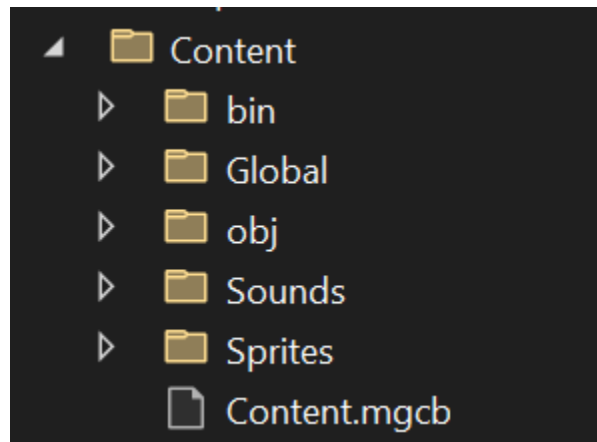 Content
bin
Global
obj
Sounds
Sprites
Content.mgcb